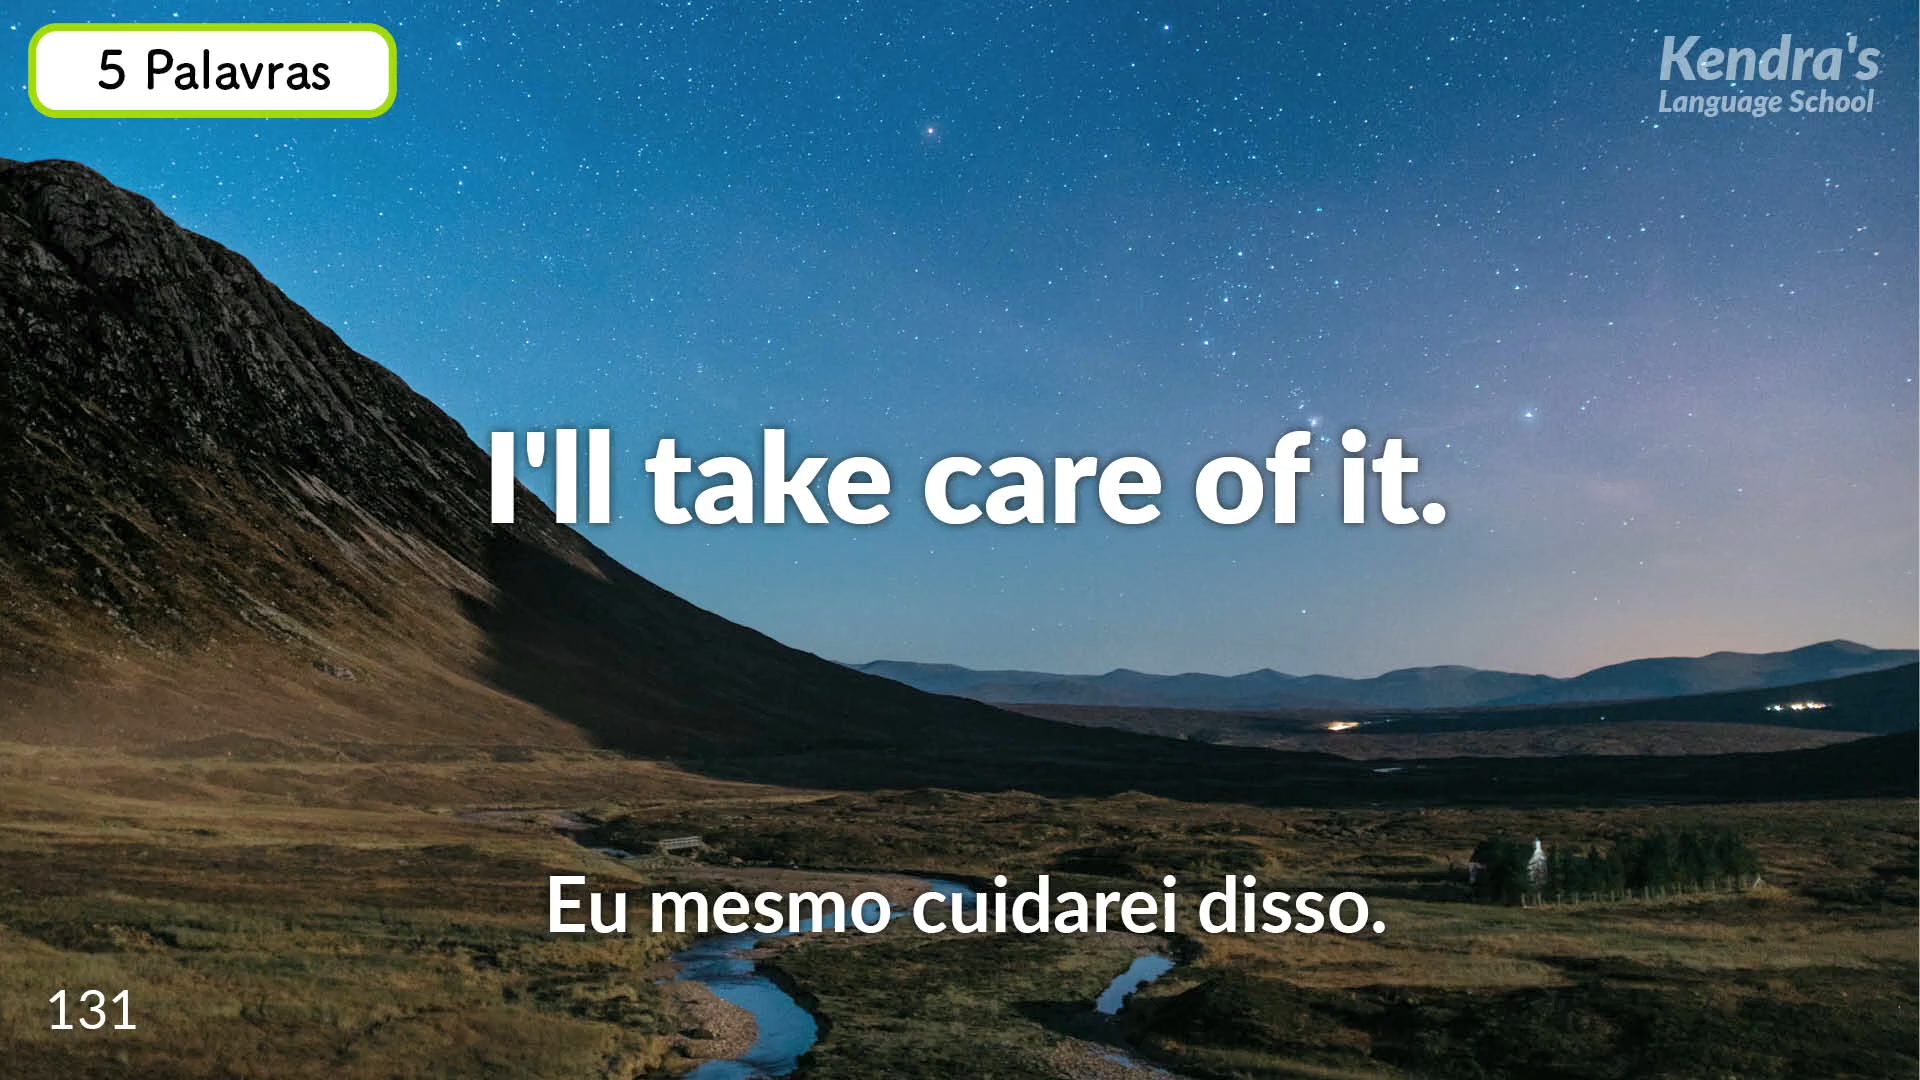 5 Palavras
Kendra's
Language School
I'll take care of it.
Eu mesmo cuidarei disso.
131